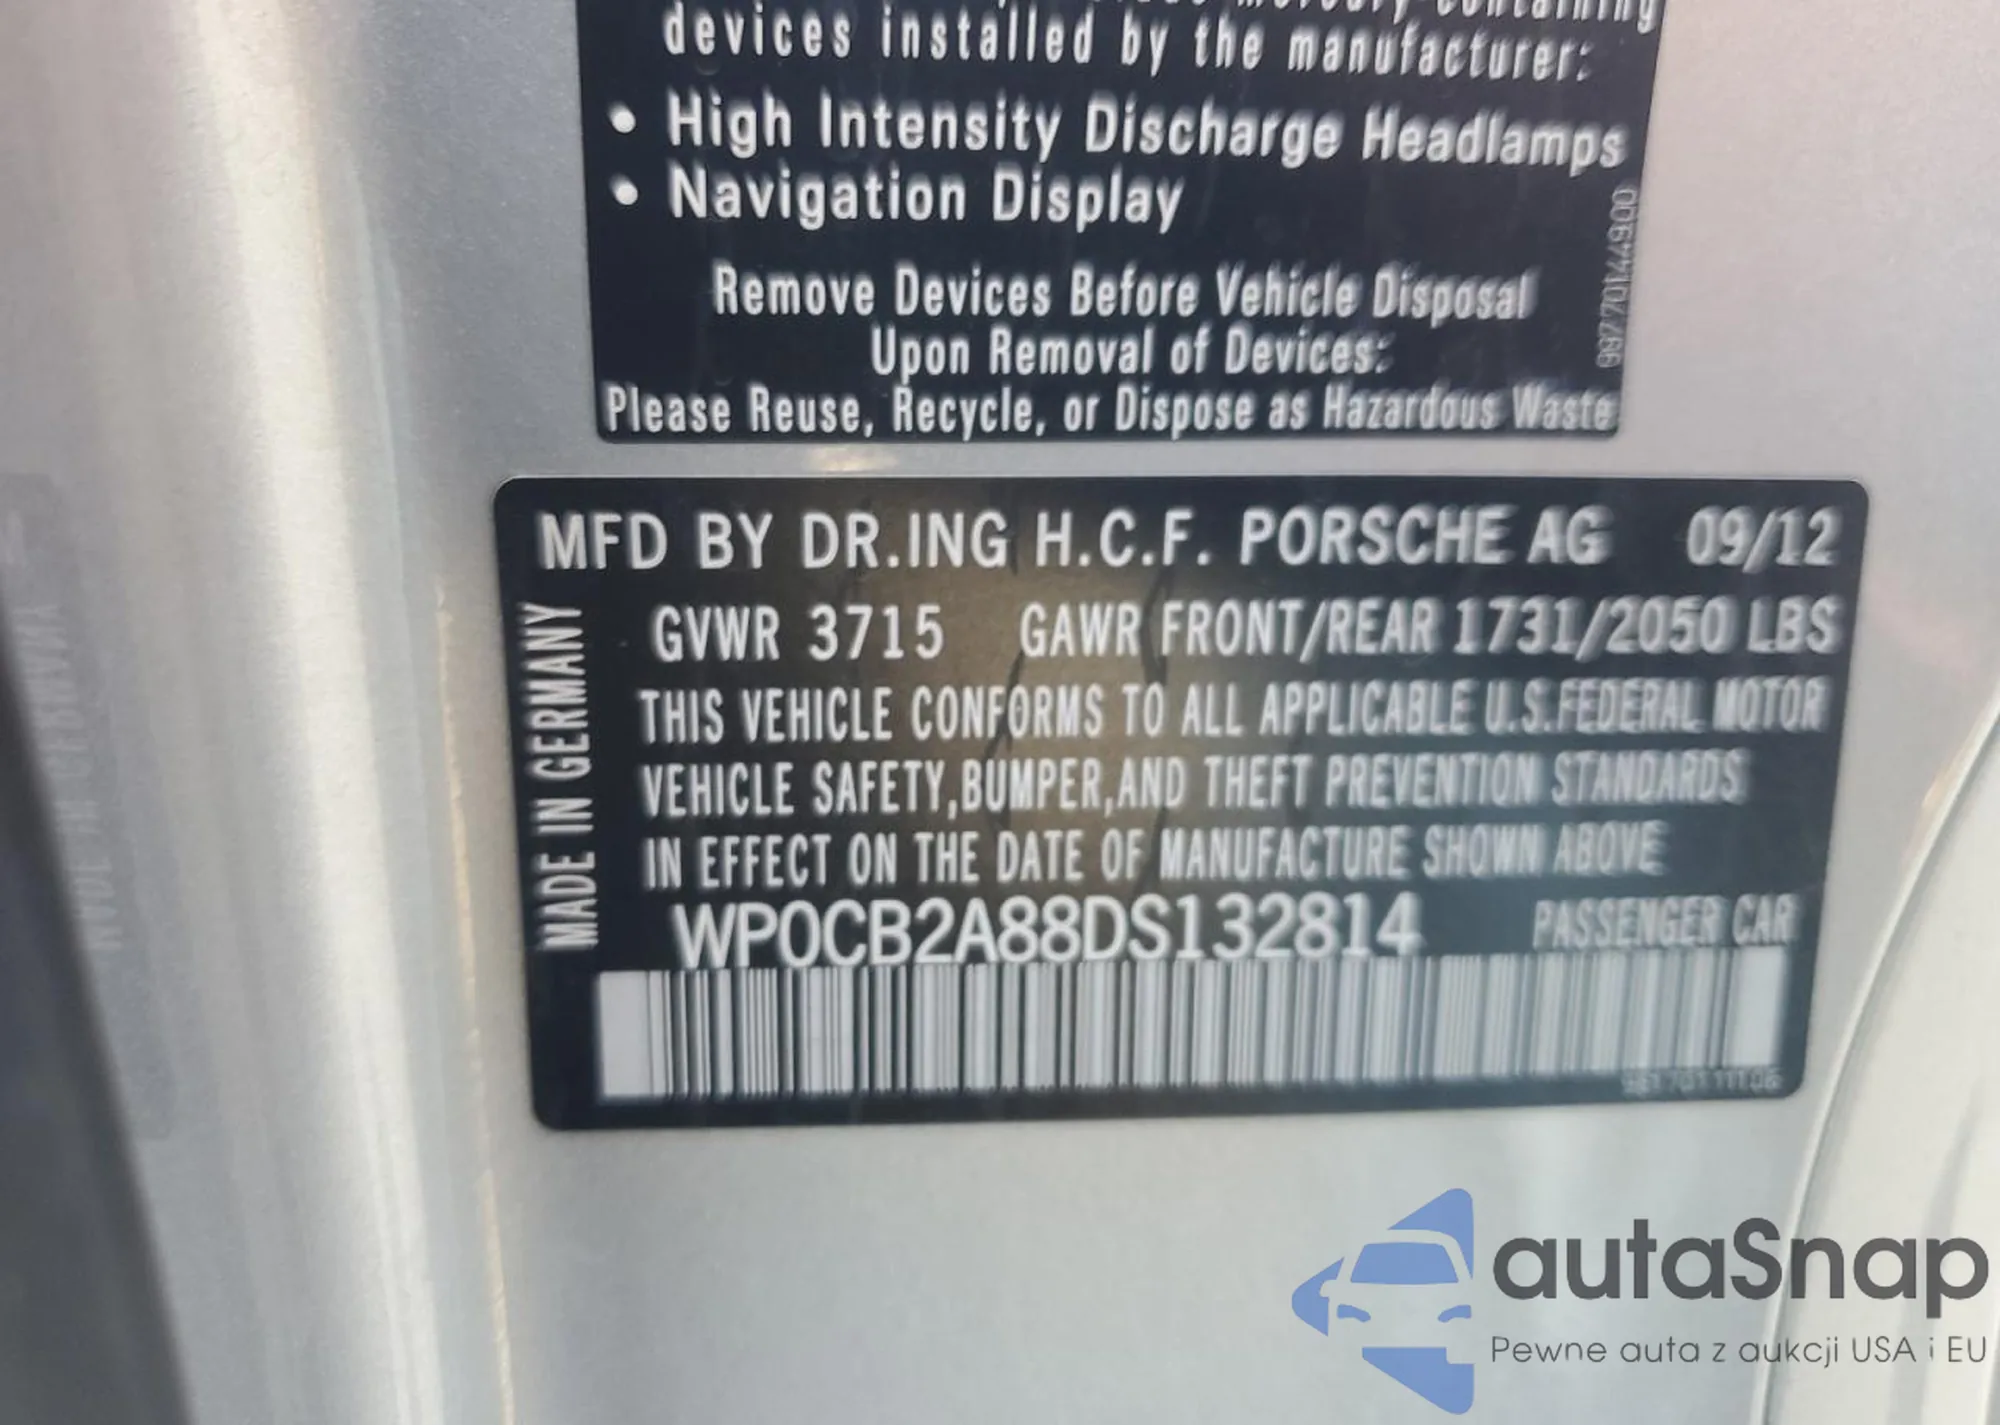 mercury-containing
devices installed by the manufacturer:
• High Intensity Discharge Headlamps
• Navigation Display
Remove Devices Before Vehicle Disposal
Upon Removal of Devices:
Please Reuse, Recycle, or Dispose as Hazardous Waste
99770144900
MFD BY DR.ING H.C.F. PORSCHE AG 09/12
GVWR 3715 GAWR FRONT/REAR 1731/2050 LBS
THIS VEHICLE CONFORMS TO ALL APPLICABLE U.S.FEDERAL MOTOR
VEHICLE SAFETY,BUMPER,AND THEFT PREVENTION STANDARDS
IN EFFECT ON THE DATE OF MANUFACTURE SHOWN ABOVE
WP0CB2A88DS132814 PASSENGER CAR
MADE IN GERMANY
autaSnap
Pewne auta z aukcji USA i EU